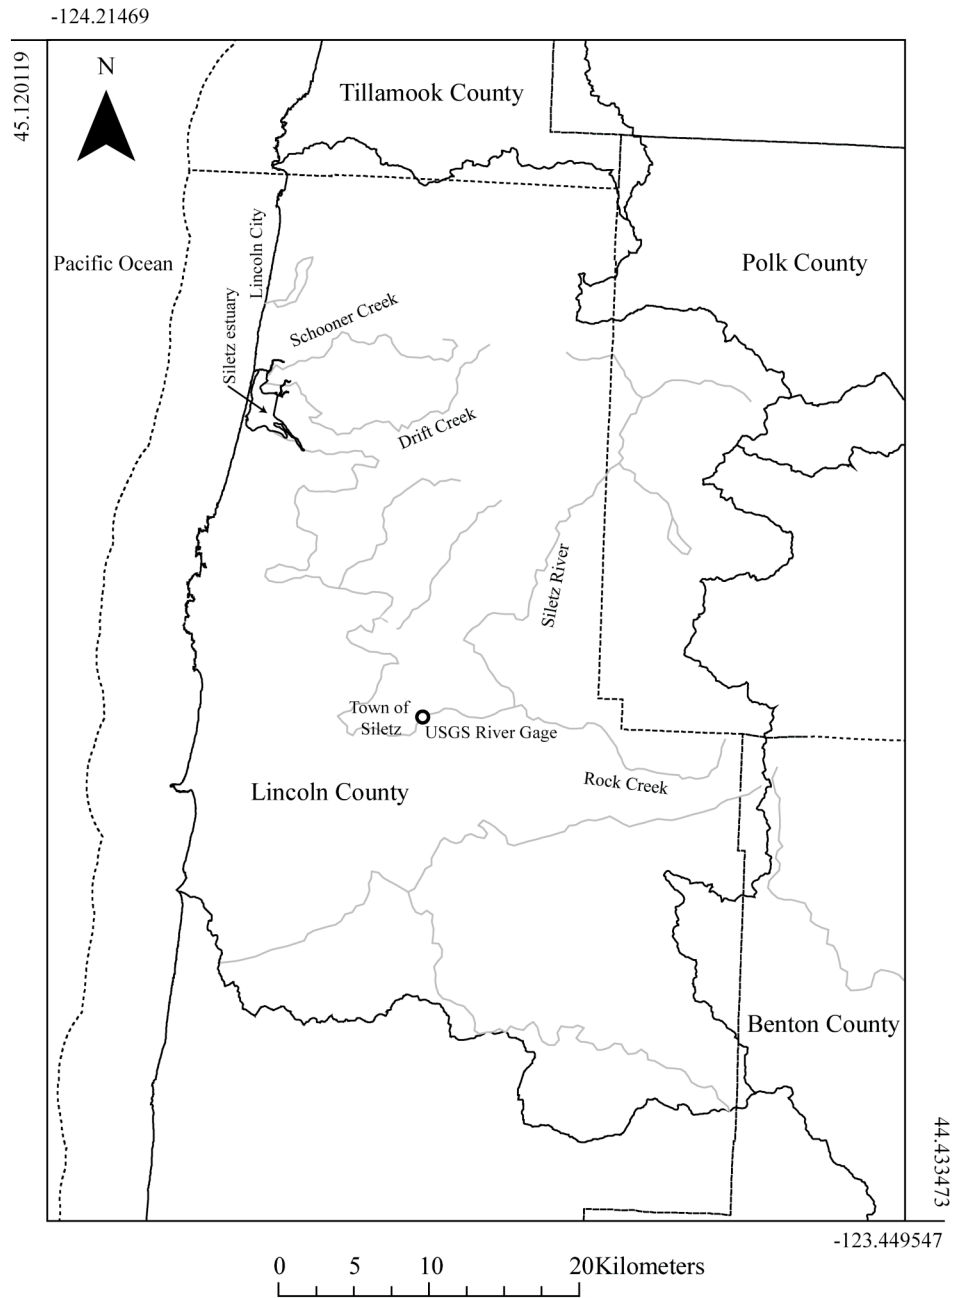 -124.21469
45.120119
N
Tillamook County
Pacific Ocean
Lincoln City
Polk County
Siletz estuary
Schooner Creek
Drift Creek
Siletz River
Town of
Siletz
USGS River Gage
Rock Creek
Lincoln County
Benton County
44.433473
-123.449547
0 5 10 20Kilometers